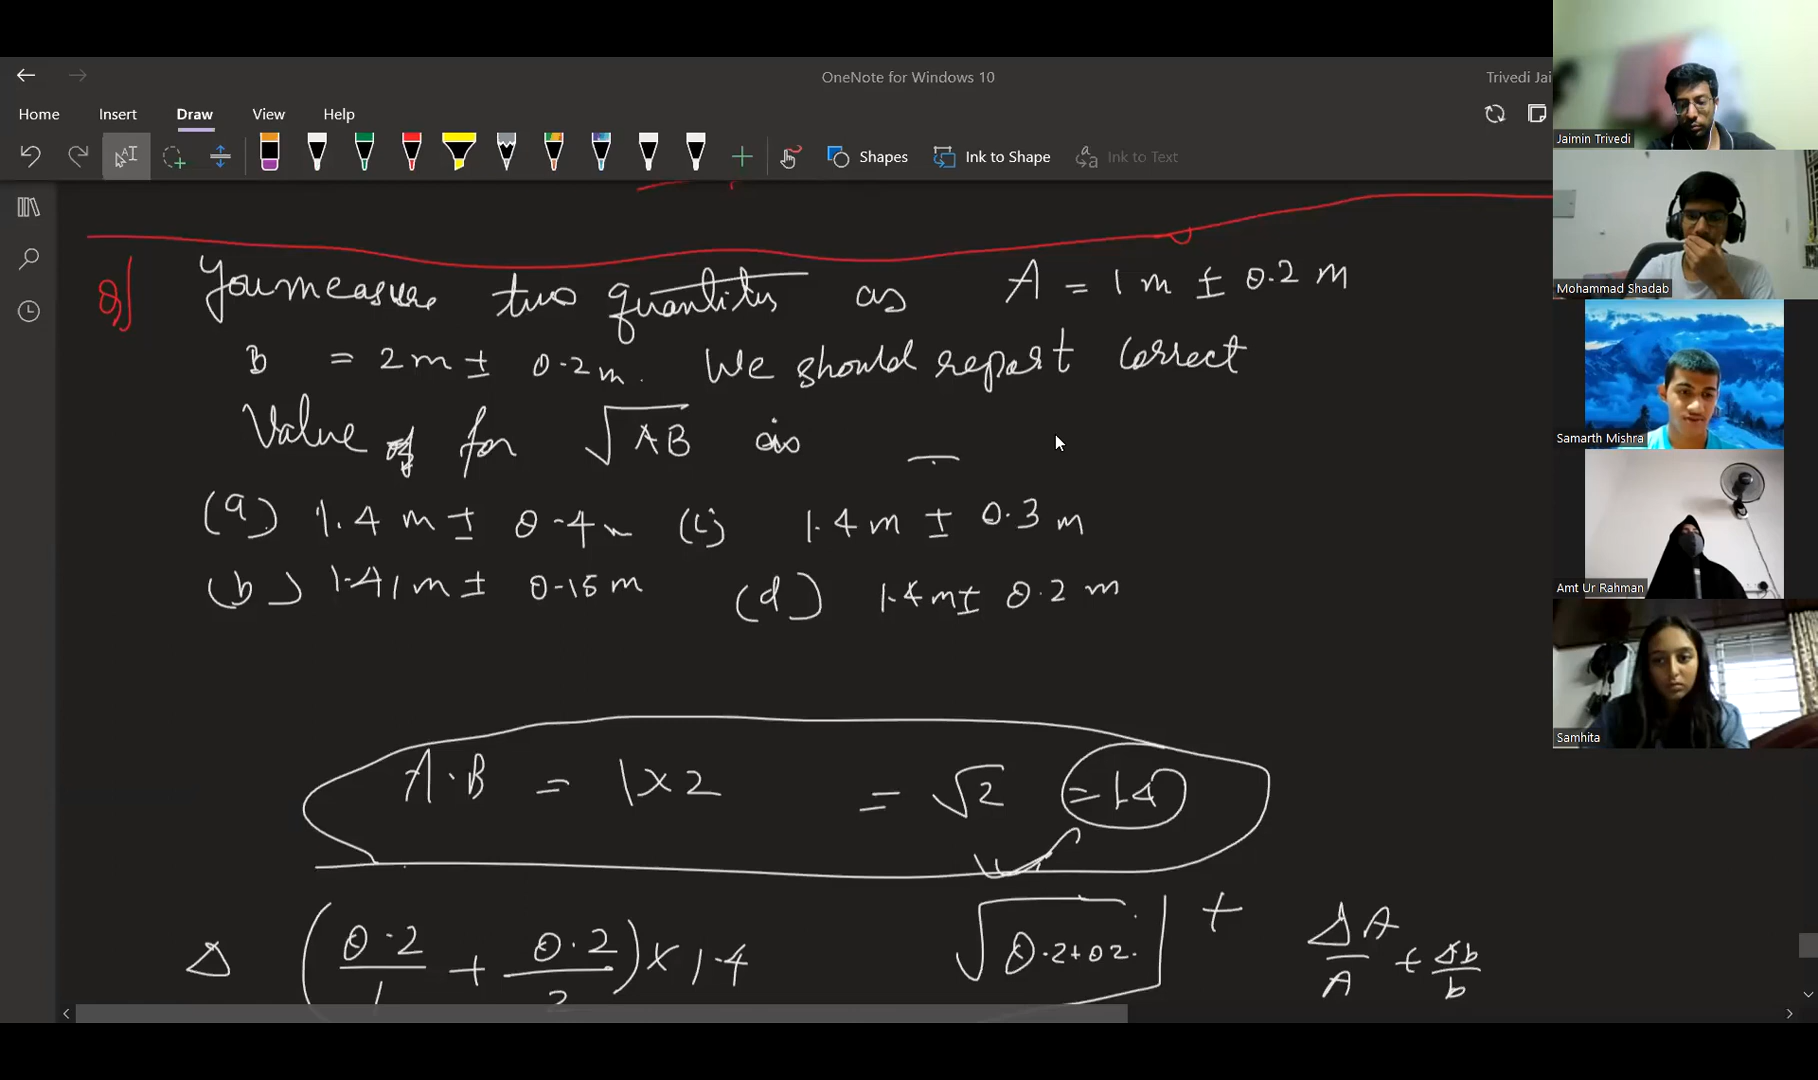 OneNote for Windows 10
Trivedi Jai
Home Insert Draw View Help
Shapes Ink to Shape Ink to Text
Q) You measure two quantities as A = 1 m ± 0.2 m
B = 2 m ± 0.2 m. We should report correct
Value of for √AB as
(a) 1.4 m ± 0.4 m (c) 1.4 m ± 0.3 m
(b) 1.41 m ± 0.15 m (d) 1.4 m ± 0.2 m
A·B = 1 × 2 = √2 = 1.4
Δ (0.2/1 + 0.2/2) × 1.4 √0.2+0.2 + ΔA/A + Δb/b
Jaimin Trivedi
Mohammad Shadab
Samarth Mishra
Amt Ur Rahman
Samhita